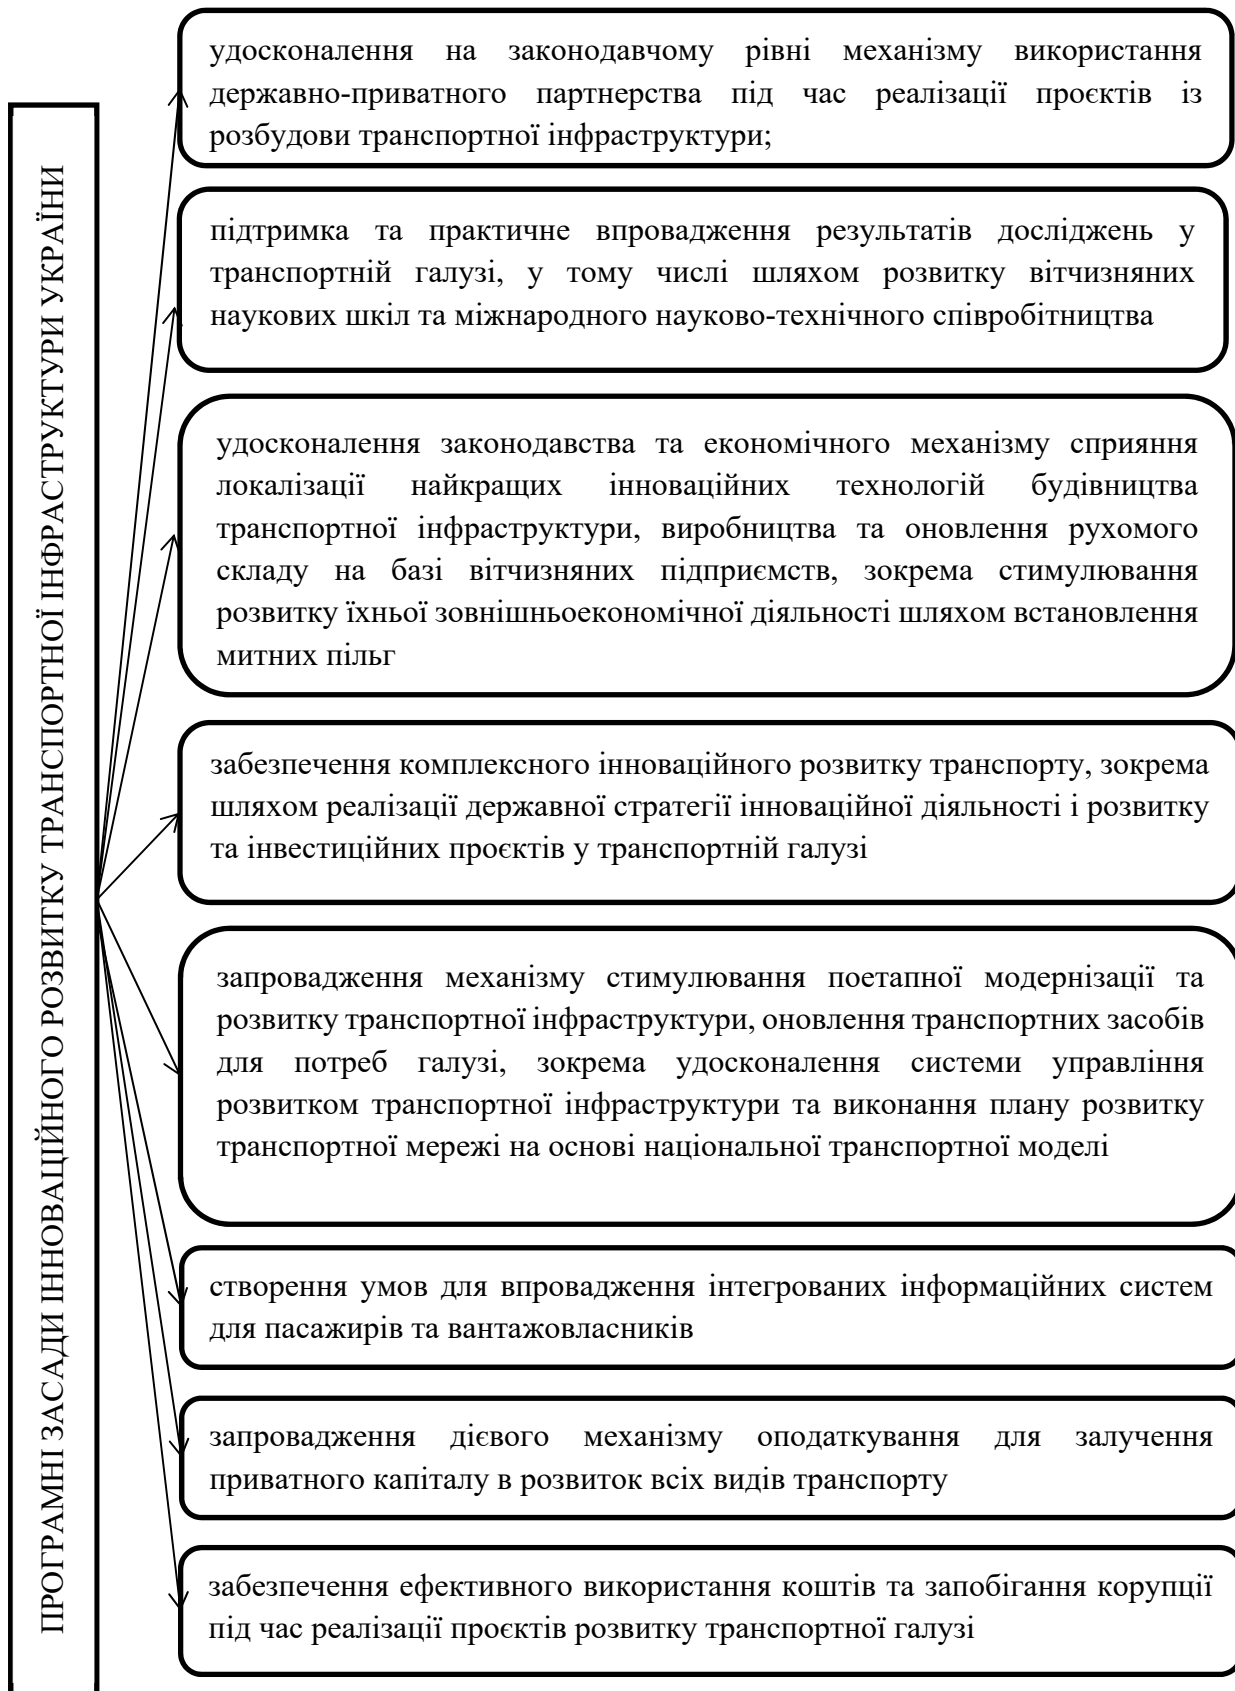 ПРОГРАМНІ ЗАСАДИ ІННОВАЦІЙНОГО РОЗВИТКУ ТРАНСПОРТНОЇ ІНФРАСТРУКТУРИ УКРАЇНИ
удосконалення на законодавчому рівні механізму використання
державно-приватного партнерства під час реалізації проєктів із
розбудови транспортної інфраструктури;
підтримка та практичне впровадження результатів досліджень у
транспортній галузі, у тому числі шляхом розвитку вітчизняних
наукових шкіл та міжнародного науково-технічного співробітництва
удосконалення законодавства та економічного механізму сприяння
локалізації найкращих інноваційних технологій будівництва
транспортної інфраструктури, виробництва та оновлення рухомого
складу на базі вітчизняних підприємств, зокрема стимулювання
розвитку їхньої зовнішньоекономічної діяльності шляхом встановлення
митних пільг
забезпечення комплексного інноваційного розвитку транспорту, зокрема
шляхом реалізації державної стратегії інноваційної діяльності і розвитку
та інвестиційних проєктів у транспортній галузі
запровадження механізму стимулювання поетапної модернізації та
розвитку транспортної інфраструктури, оновлення транспортних засобів
для потреб галузі, зокрема удосконалення системи управління
розвитком транспортної інфраструктури та виконання плану розвитку
транспортної мережі на основі національної транспортної моделі
створення умов для впровадження інтегрованих інформаційних систем
для пасажирів та вантажовласників
запровадження дієвого механізму оподаткування для залучення
приватного капіталу в розвиток всіх видів транспорту
забезпечення ефективного використання коштів та запобігання корупції
під час реалізації проєктів розвитку транспортної галузі